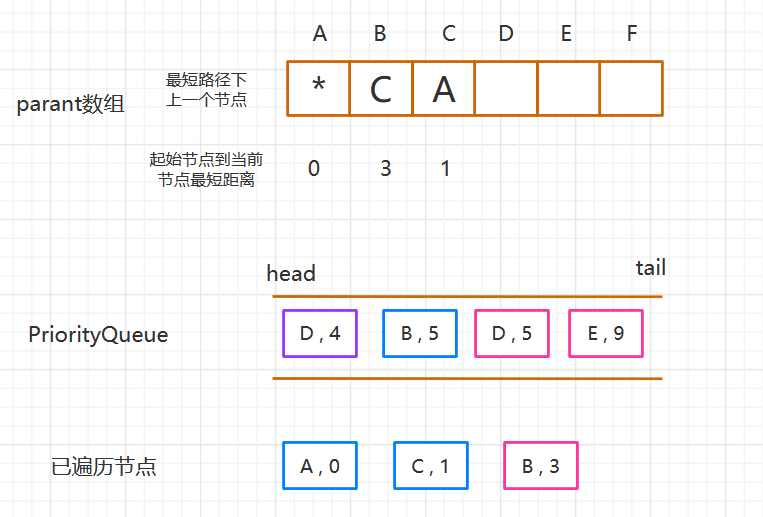 A B C D E F
最短路径下
上一个节点
parant数组
* C A
起始节点到当前
节点最短距离
0 3 1
head
tail
PriorityQueue
D , 4 B , 5 D , 5 E , 9
已遍历节点
A , 0 C , 1 B , 3